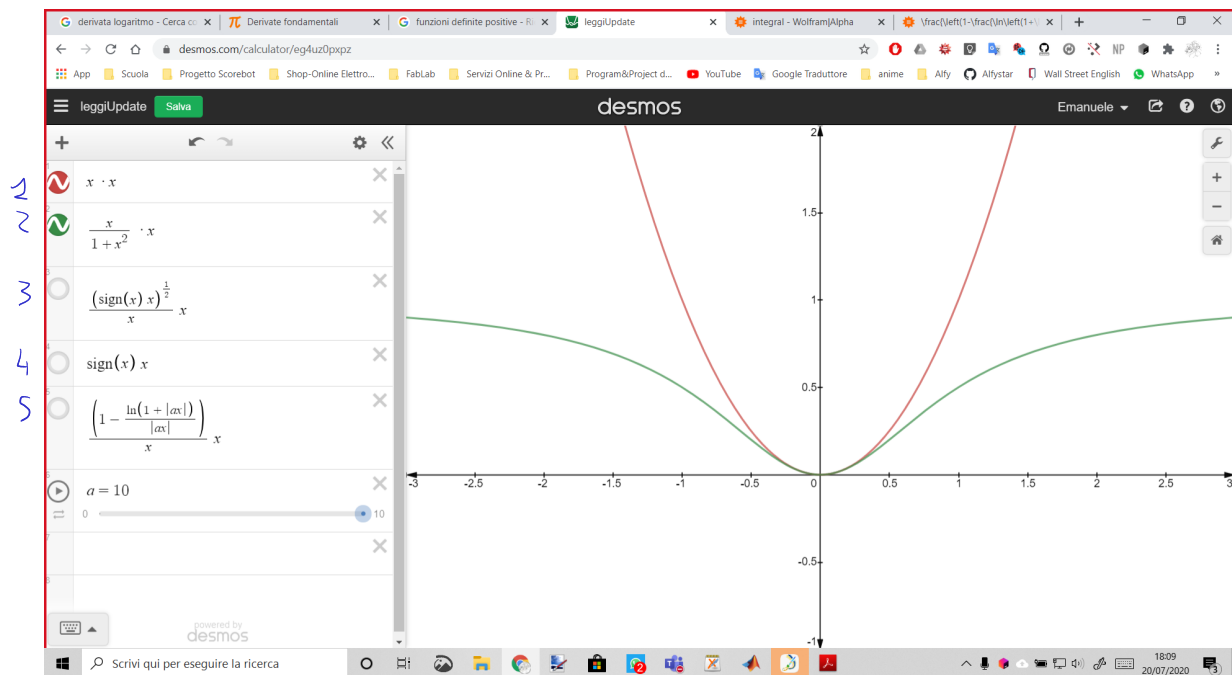 derivata logaritmo - Cerca co
Derivate fondamentali
funzioni definite positive - Ri
leggiUpdate
integral - Wolfram|Alpha
\frac{\left(1-\frac{\ln\left(1+\
desmos.com/calculator/eg4uz0pxpz
App Scuola Progetto Scorebot Shop-Online Elettro... FabLab Servizi Online & Pr... Program&Project d... YouTube Google Traduttore anime Alfy Alfystar Wall Street English WhatsApp »
leggiUpdate Salva desmos Emanuele
1 x · x
2 x/(1 + x^2) · x
3 (sign(x) x)^(1/2)/x x
4 sign(x) x
5 (1 - ln(1 + |ax|)/|ax|)/x x
6 a = 10
0 10
7
8
powered by
desmos
2
1.5
1
0.5
-3 -2.5 -2 -1.5 -1 -0.5 0 0.5 1 1.5 2 2.5 3
-0.5
-1
Scrivi qui per eseguire la ricerca
18:09
20/07/2020